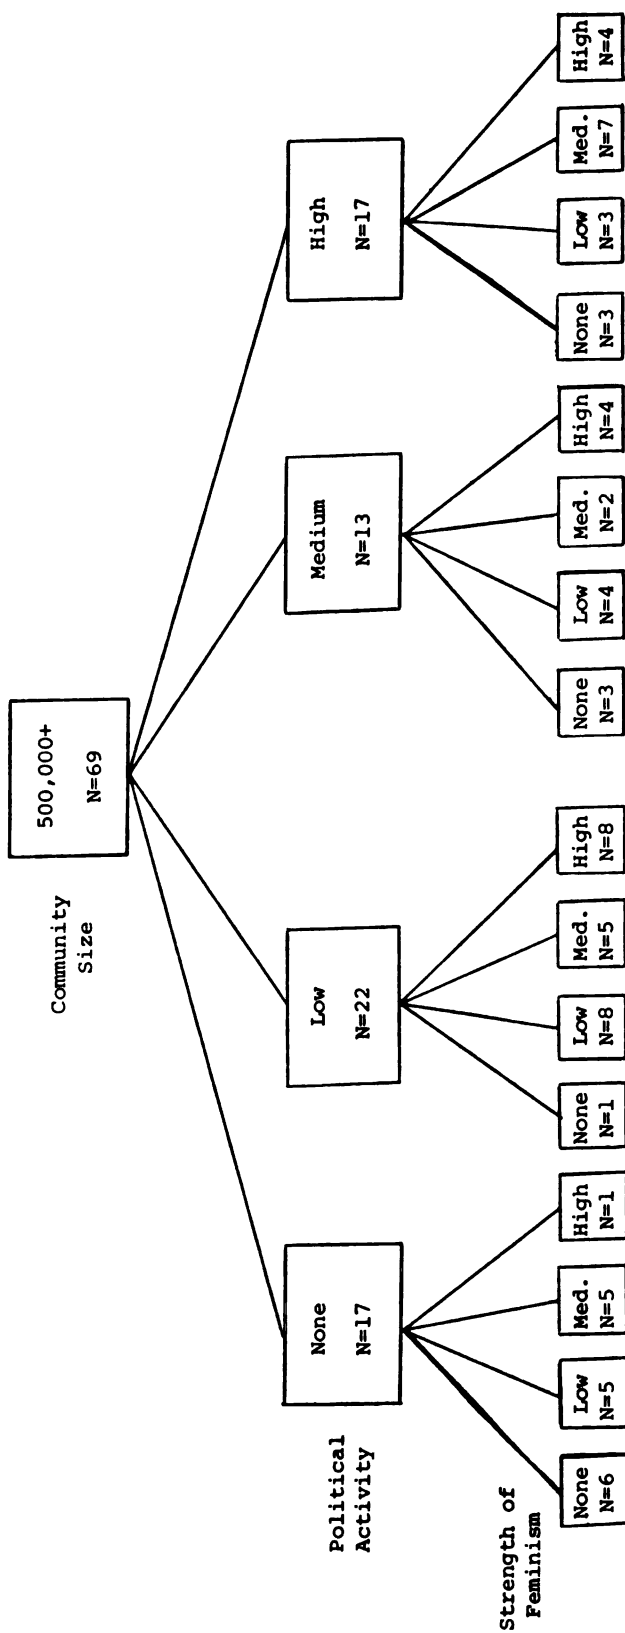 500,000+
N=69
Community
Size
None
N=17
Low
N=22
Medium
N=13
High
N=17
Political
Activity
None
N=6
Low
N=5
Med.
N=5
High
N=1
None
N=1
Low
N=8
Med.
N=5
High
N=8
None
N=3
Low
N=4
Med.
N=2
High
N=4
None
N=3
Low
N=3
Med.
N=7
High
N=4
Strength of
Feminism